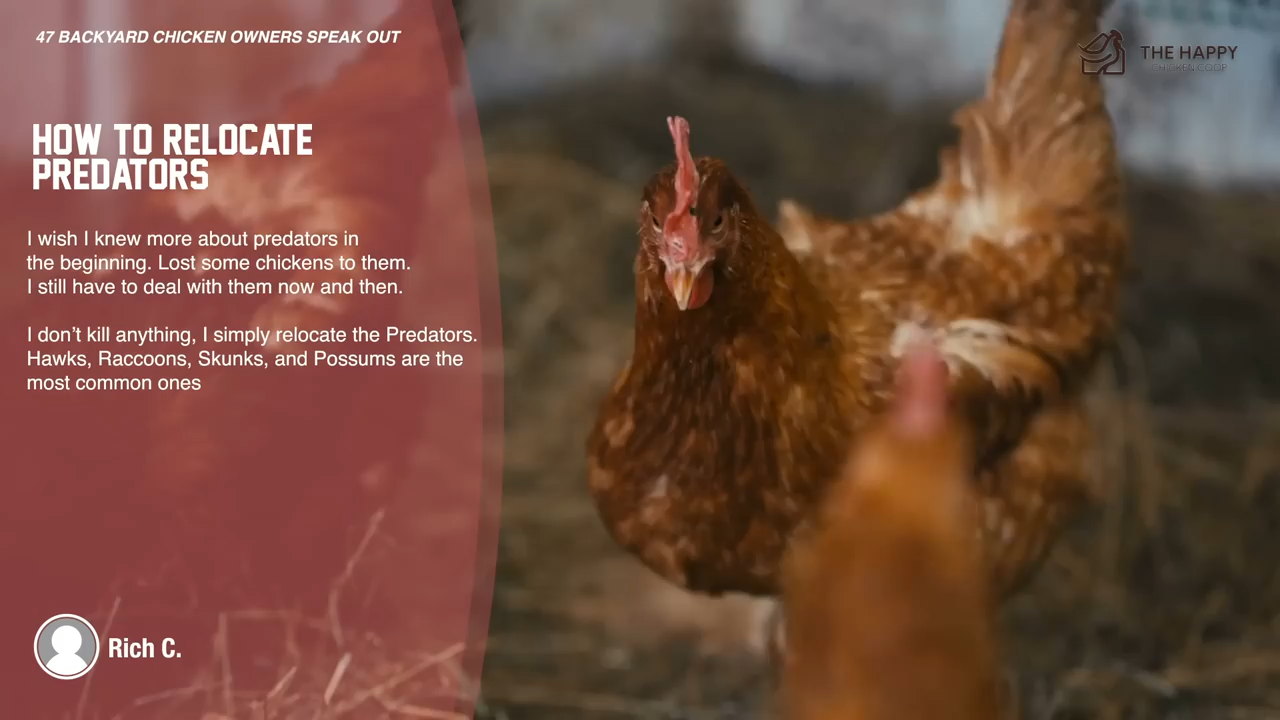 47 BACKYARD CHICKEN OWNERS SPEAK OUT
THE HAPPY
CHICKEN COOP
HOW TO RELOCATE
PREDATORS
I wish I knew more about predators in
the beginning. Lost some chickens to them.
I still have to deal with them now and then.
I don’t kill anything, I simply relocate the Predators.
Hawks, Raccoons, Skunks, and Possums are the
most common ones
Rich C.